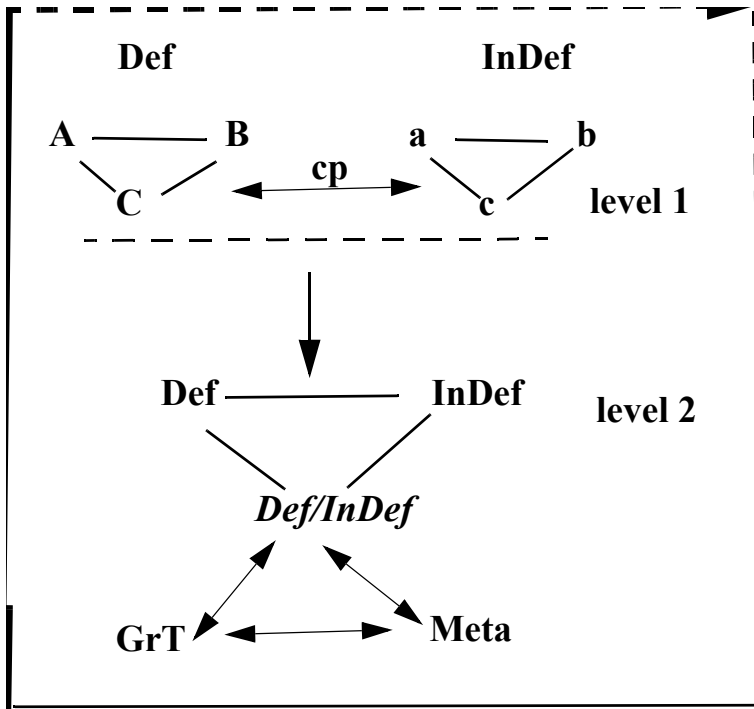 Def InDef
A B a b
cp
C c level 1
Def InDef level 2
Def/InDef
GrT Meta